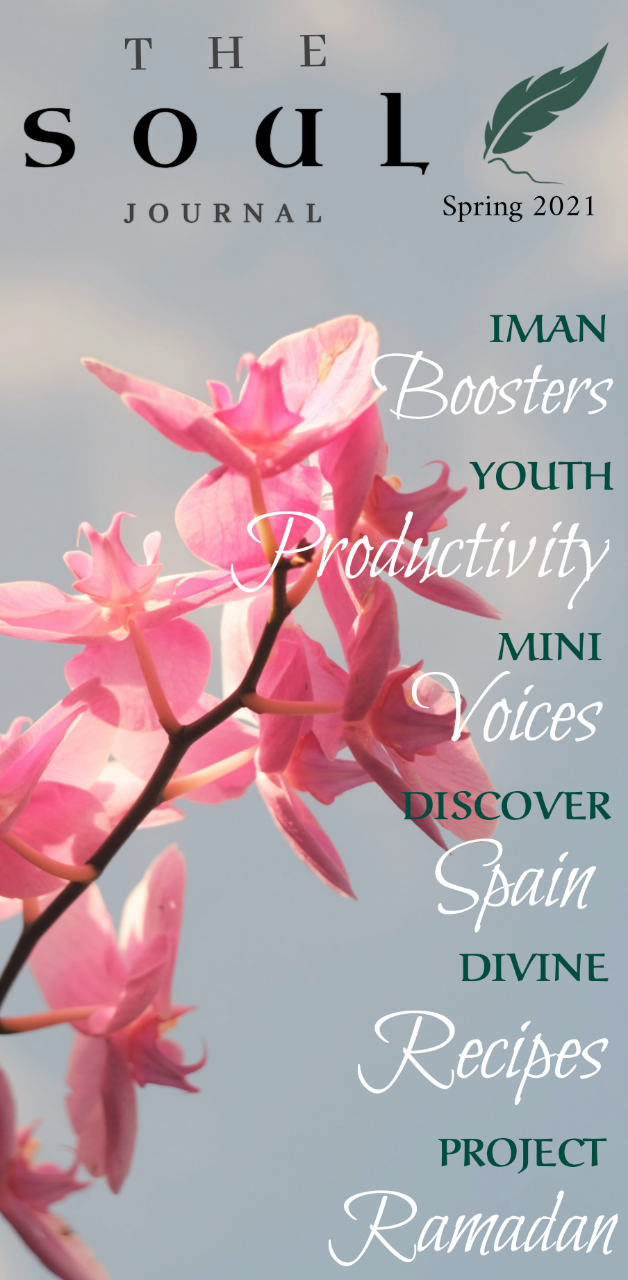 THE
soul
JOURNAL
Spring 2021
IMAN
Boosters
YOUTH
Productivity
MINI
Voices
DISCOVER
Spain
DIVINE
Recipes
PROJECT
Ramadan